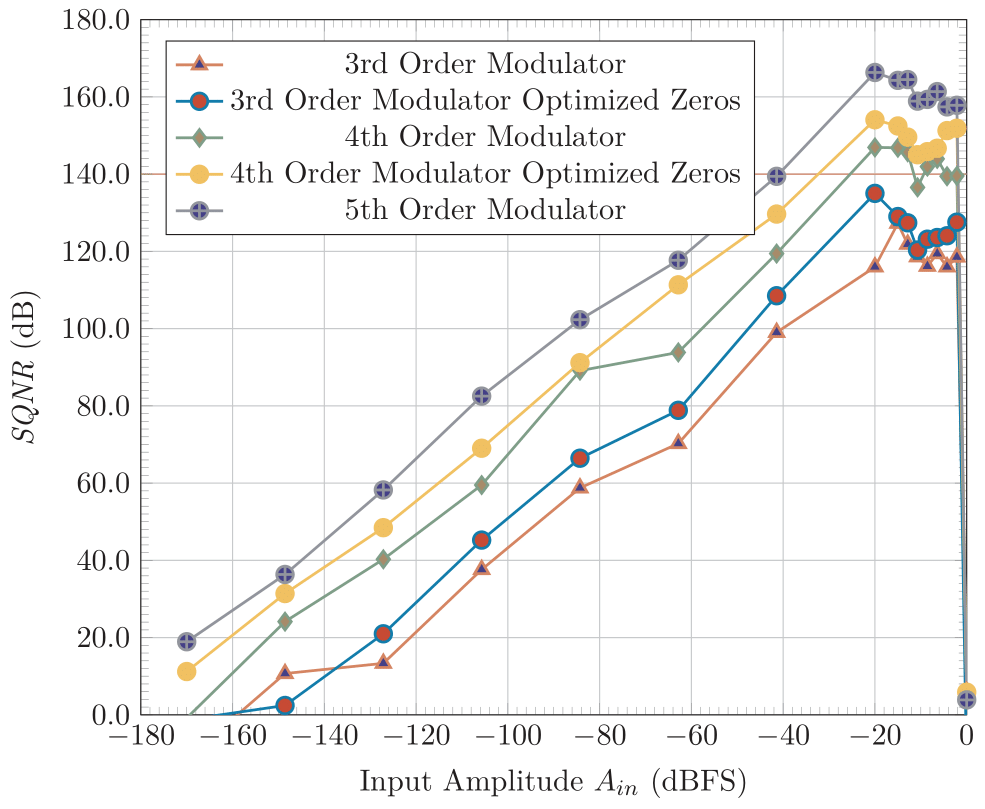 180.0
160.0
140.0
120.0
100.0
80.0
60.0
40.0
20.0
0.0
SQNR (dB)
3rd Order Modulator
3rd Order Modulator Optimized Zeros
4th Order Modulator
4th Order Modulator Optimized Zeros
5th Order Modulator
−180 −160 −140 −120 −100 −80 −60 −40 −20 0
Input Amplitude A_in (dBFS)